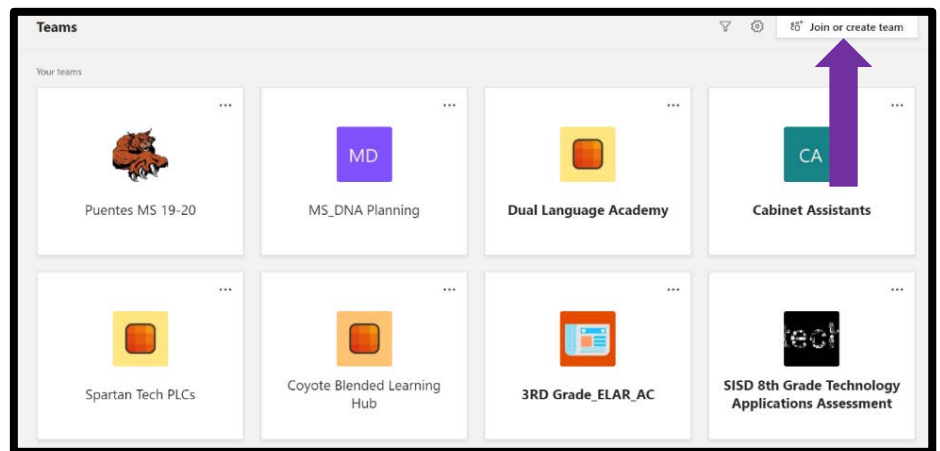 Teams
Join or create team
Your teams
Puentes MS 19-20
MD
MS_DNA Planning
Dual Language Academy
CA
Cabinet Assistants
Spartan Tech PLCs
Coyote Blended Learning
Hub
3RD Grade_ELAR_AC
tech
SISD 8th Grade Technology
Applications Assessment